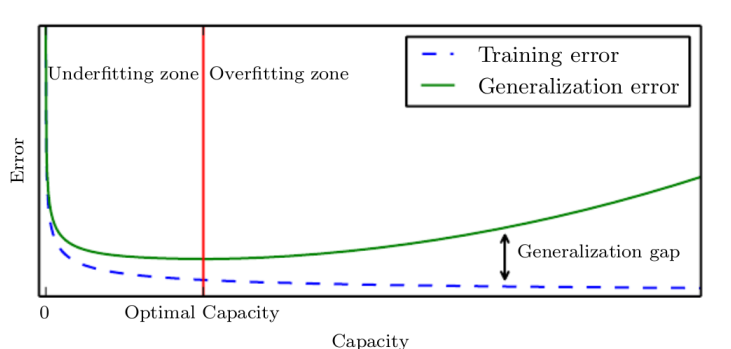 Training error
Underfitting zone Overfitting zone
Generalization error
Error
Generalization gap
0 Optimal Capacity
Capacity